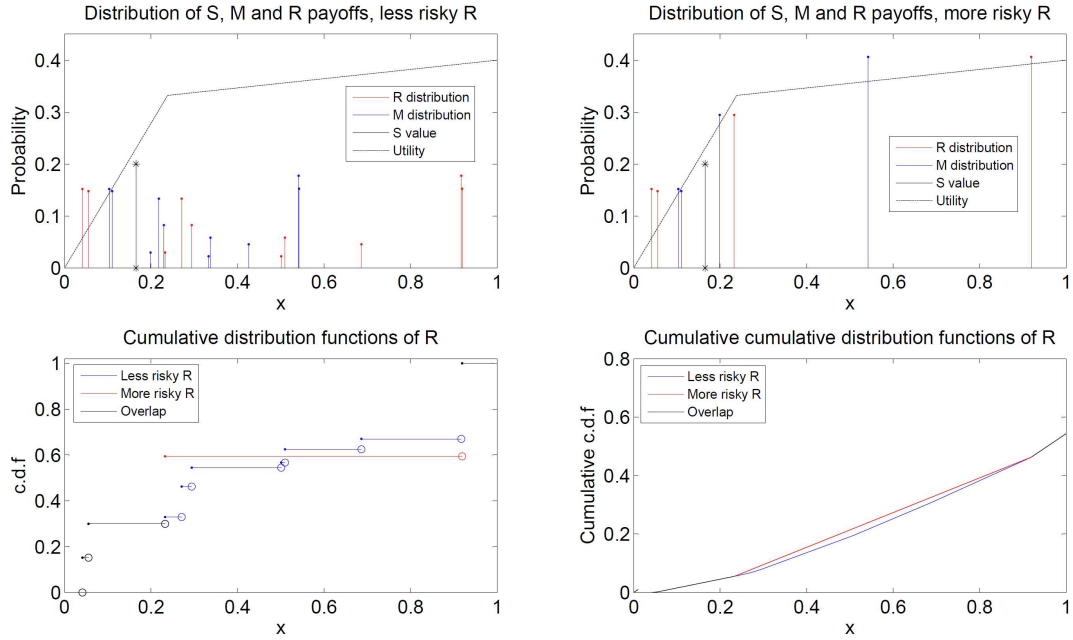 Distribution of S, M and R payoffs, less risky R
Probability
0.4
0.3
0.2
0.1
0
0 0.2 0.4 0.6 0.8 1
x
R distribution
M distribution
S value
Utility
Distribution of S, M and R payoffs, more risky R
Probability
0.4
0.3
0.2
0.1
0
0 0.2 0.4 0.6 0.8 1
x
R distribution
M distribution
S value
Utility
Cumulative distribution functions of R
c.d.f
1
0.8
0.6
0.4
0.2
0
0 0.2 0.4 0.6 0.8 1
x
Less risky R
More risky R
Overlap
Cumulative cumulative distribution functions of R
Cumulative c.d.f
0.8
0.6
0.4
0.2
0
0 0.2 0.4 0.6 0.8 1
x
Less risky R
More risky R
Overlap